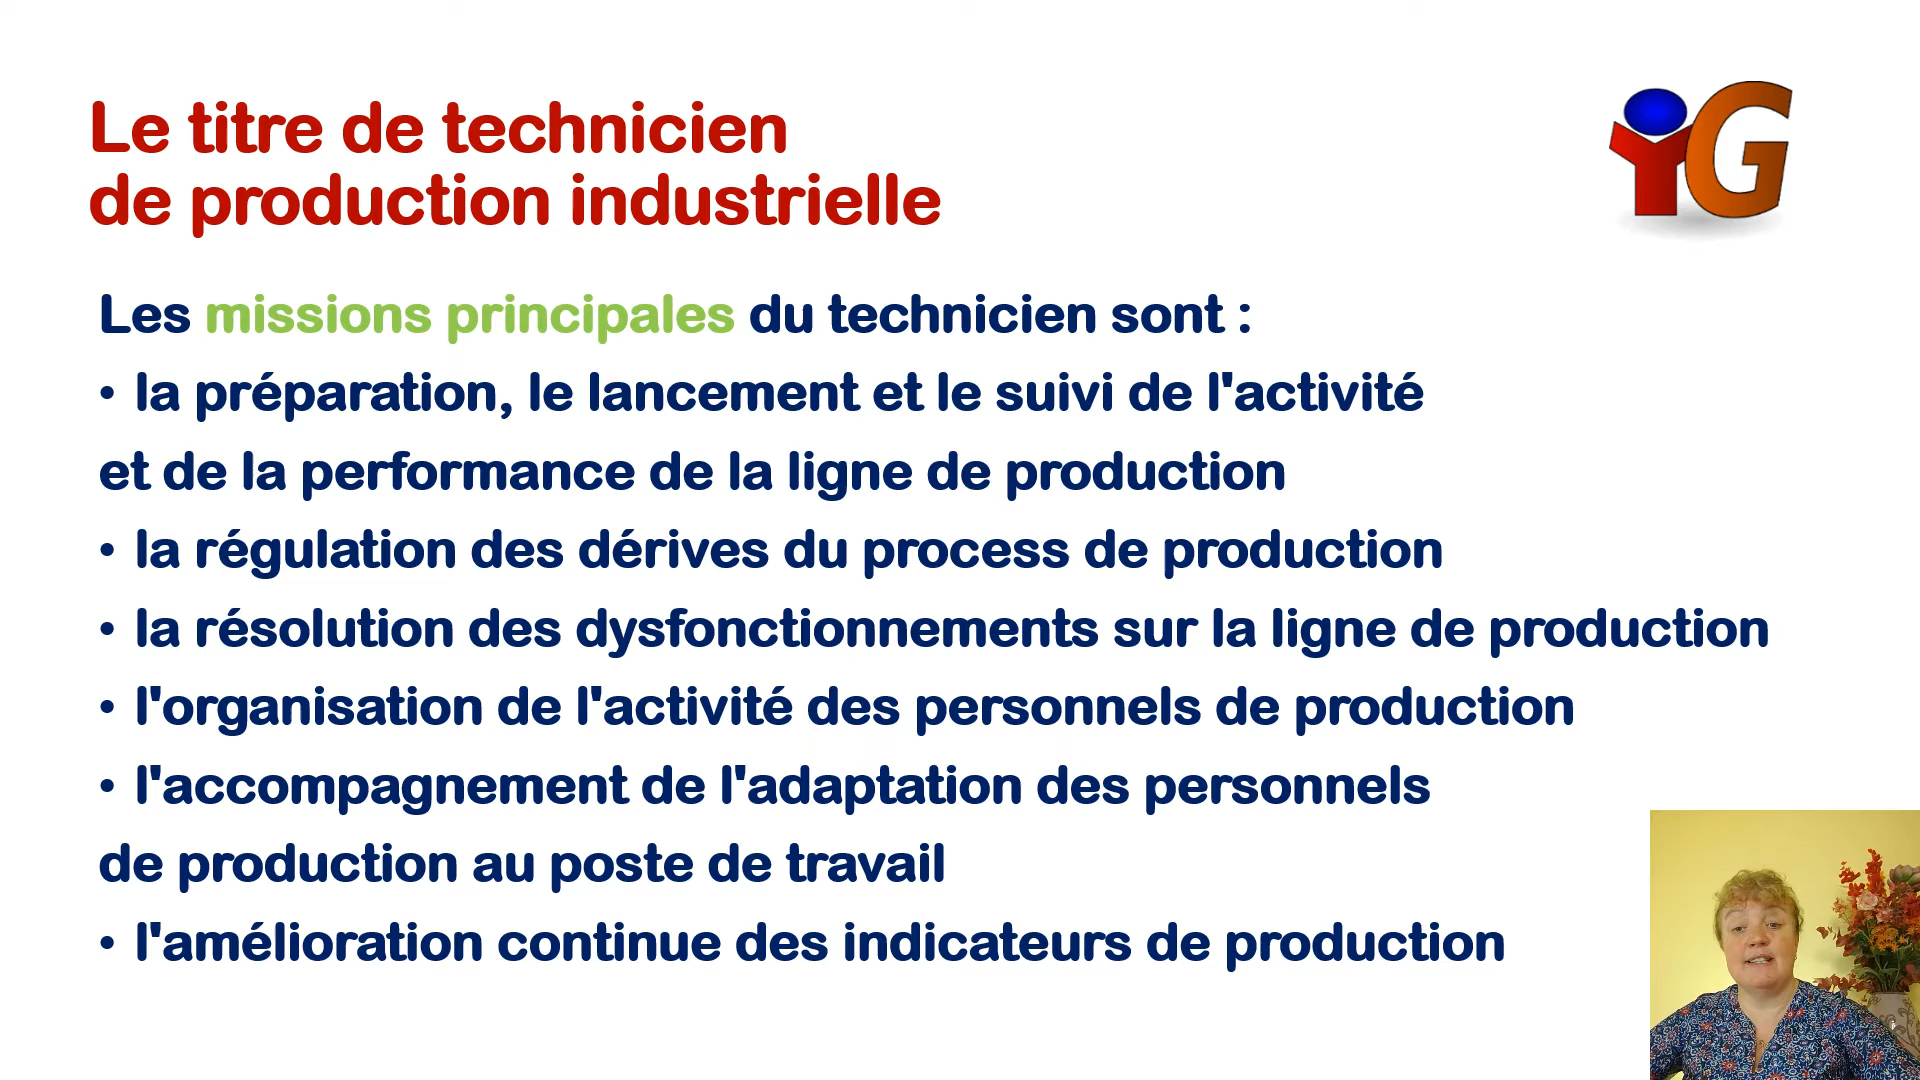 Le titre de technicien
de production industrielle
G
Les missions principales du technicien sont :
• la préparation, le lancement et le suivi de l'activité
et de la performance de la ligne de production
• la régulation des dérives du process de production
• la résolution des dysfonctionnements sur la ligne de production
• l'organisation de l'activité des personnels de production
• l'accompagnement de l'adaptation des personnels
de production au poste de travail
• l'amélioration continue des indicateurs de production